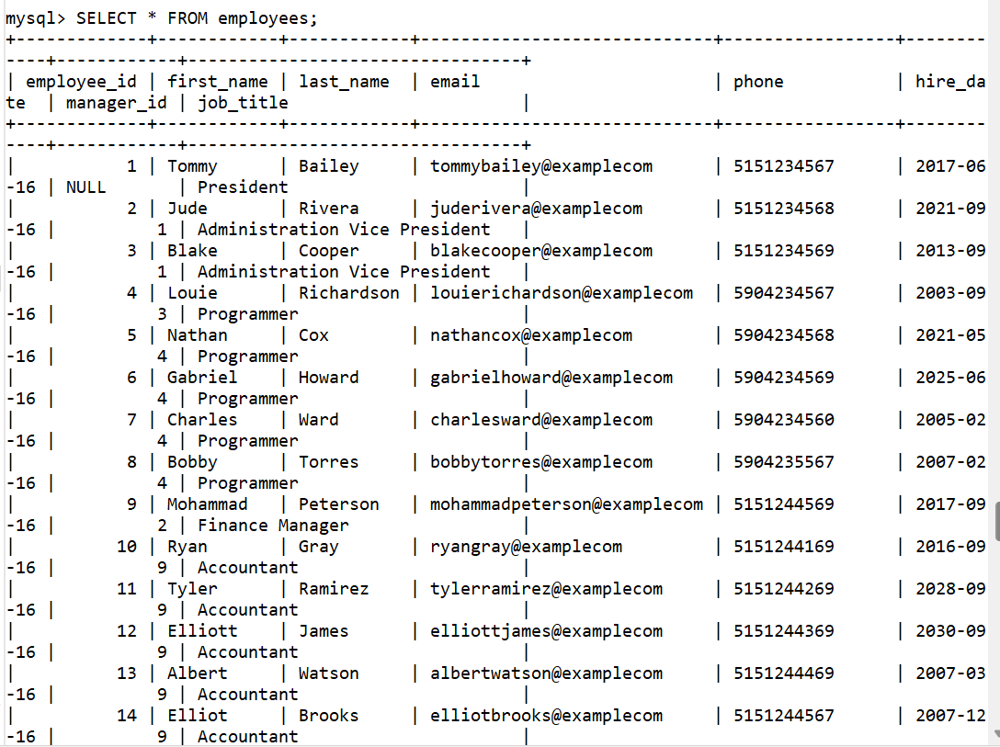 mysql> SELECT * FROM employees;
+-------------+------------+------------+-----------------------------+-----------------+--------
----+------------+---------------------------------+
| employee_id | first_name | last_name  | email                       | phone           | hire_da
te  | manager_id | job_title                       |
+-------------+------------+------------+-----------------------------+-----------------+--------
----+------------+---------------------------------+
|           1 | Tommy      | Bailey     | tommybailey@examplecom      | 5151234567      | 2017-06
-16 | NULL       | President                       |
|           2 | Jude       | Rivera     | juderivera@examplecom       | 5151234568      | 2021-09
-16 |          1 | Administration Vice President   |
|           3 | Blake      | Cooper     | blakecooper@examplecom      | 5151234569      | 2013-09
-16 |          1 | Administration Vice President   |
|           4 | Louie      | Richardson | louierichardson@examplecom  | 5904234567      | 2003-09
-16 |          3 | Programmer                      |
|           5 | Nathan     | Cox        | nathancox@examplecom        | 5904234568      | 2021-05
-16 |          4 | Programmer                      |
|           6 | Gabriel    | Howard     | gabrielhoward@examplecom    | 5904234569      | 2025-06
-16 |          4 | Programmer                      |
|           7 | Charles    | Ward       | charlesward@examplecom      | 5904234560      | 2005-02
-16 |          4 | Programmer                      |
|           8 | Bobby      | Torres     | bobbytorres@examplecom      | 5904235567      | 2007-02
-16 |          4 | Programmer                      |
|           9 | Mohammad   | Peterson   | mohammadpeterson@examplecom | 5151244569      | 2017-09
-16 |          2 | Finance Manager                 |
|          10 | Ryan       | Gray       | ryangray@examplecom         | 5151244169      | 2016-09
-16 |          9 | Accountant                      |
|          11 | Tyler      | Ramirez    | tylerramirez@examplecom     | 5151244269      | 2028-09
-16 |          9 | Accountant                      |
|          12 | Elliott    | James      | elliottjames@examplecom     | 5151244369      | 2030-09
-16 |          9 | Accountant                      |
|          13 | Albert     | Watson     | albertwatson@examplecom     | 5151244469      | 2007-03
-16 |          9 | Accountant                      |
|          14 | Elliot     | Brooks     | elliotbrooks@examplecom     | 5151244567      | 2007-12
-16 |          9 | Accountant                      |